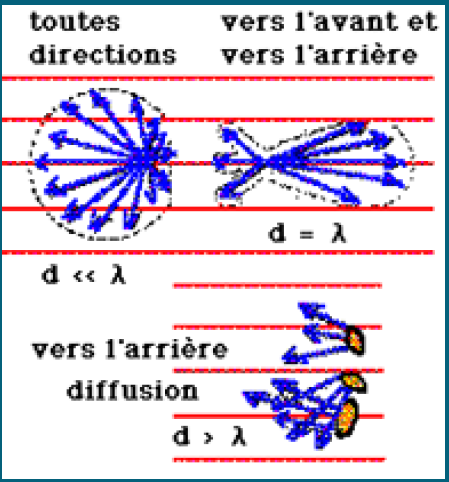 toutes
directions
vers l'avant et
vers l'arrière
d = λ
d << λ
vers l'arrière
diffusion
d > λ